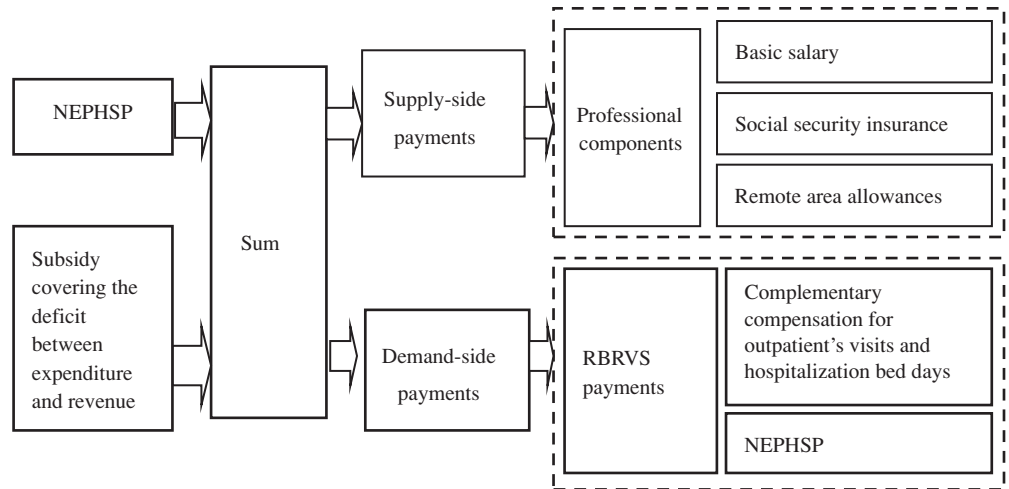 NEPHSP
Subsidy
covering the
deficit
between
expenditure
and revenue
Sum
Supply-side
payments
Demand-side
payments
Professional
components
Basic salary
Social security insurance
Remote area allowances
RBRVS
payments
Complementary
compensation for
outpatient’s visits and
hospitalization bed days
NEPHSP